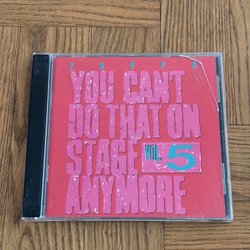 ZAPPA
YOU CAN'T
DO THAT ON
STAGE VOL. 5
ANYMORE